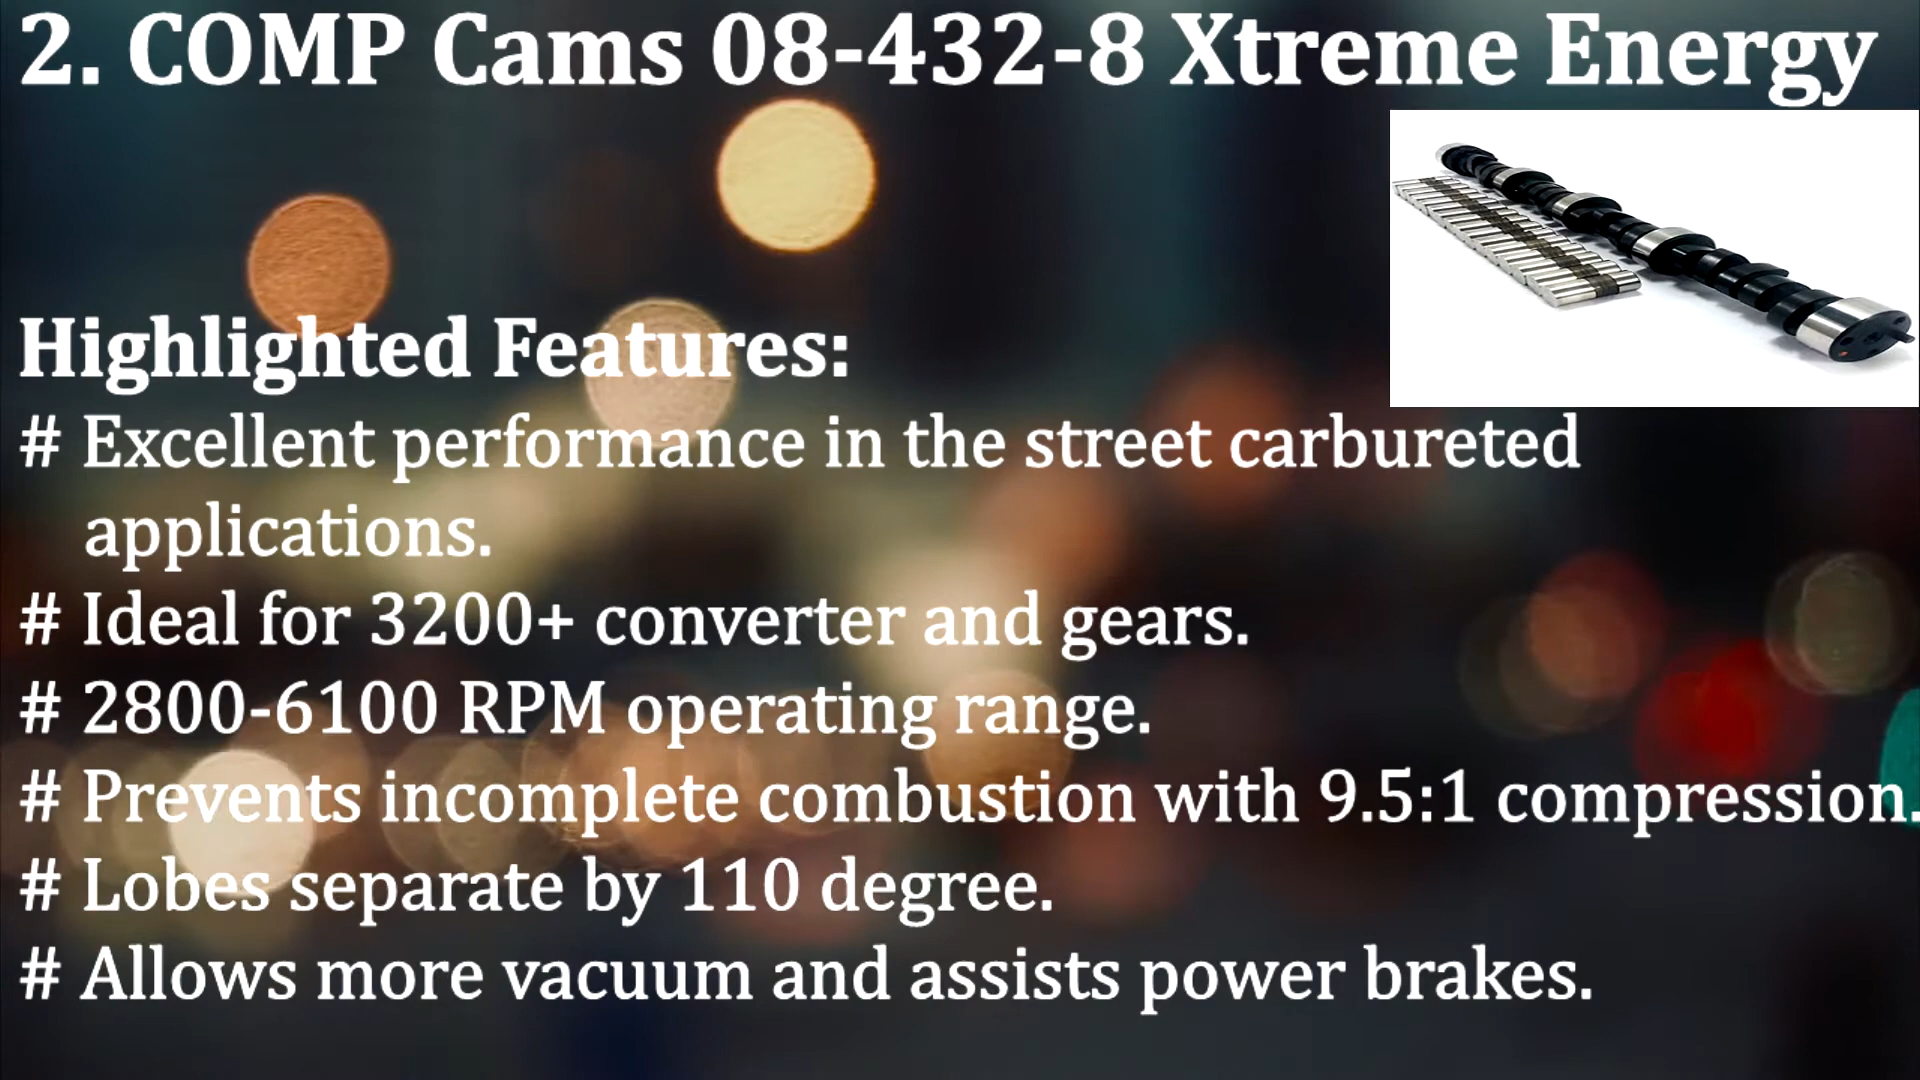 2. COMP Cams 08-432-8 Xtreme Energy
Highlighted Features:
# Excellent performance in the street carbureted
applications.
# Ideal for 3200+ converter and gears.
# 2800-6100 RPM operating range.
# Prevents incomplete combustion with 9.5:1 compression.
# Lobes separate by 110 degree.
# Allows more vacuum and assists power brakes.